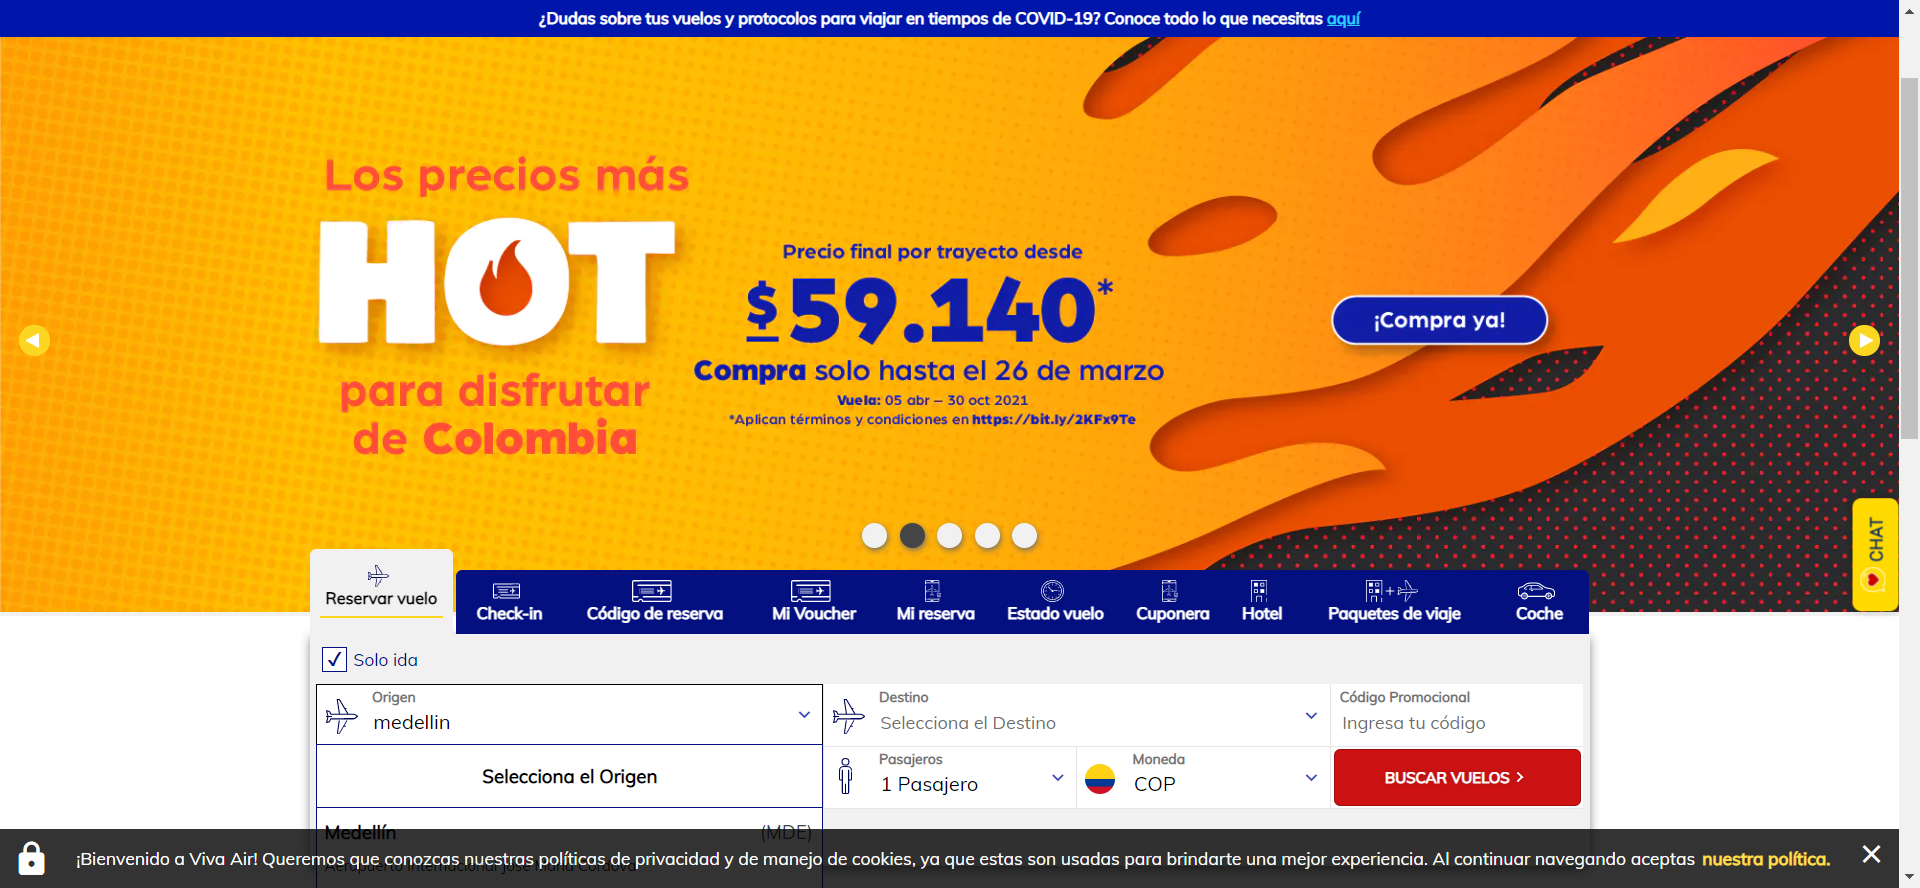 ¿Dudas sobre tus vuelos y protocolos para viajar en tiempos de COVID-19? Conoce todo lo que necesitas aquí
Los precios más
HOT
para disfrutar
de Colombia
Precio final por trayecto desde
$59.140*
Compra solo hasta el 26 de marzo
Vuela: 05 abr – 30 oct 2021
*Aplican términos y condiciones en https://bit.ly/2KFx9Te
¡Compra ya!
CHAT
Reservar vuelo
Check-in
Código de reserva
Mi Voucher
Mi reserva
Estado vuelo
Cuponera
Hotel
Paquetes de viaje
Coche
Solo ida
Origen
medellin
Destino
Selecciona el Destino
Código Promocional
Ingresa tu código
Selecciona el Origen
Pasajeros
1 Pasajero
Moneda
COP
BUSCAR VUELOS
Medellín (MDE)
Aeropuerto Internacional José María Córdova
¡Bienvenido a Viva Air! Queremos que conozcas nuestras políticas de privacidad y de manejo de cookies, ya que estas son usadas para brindarte una mejor experiencia. Al continuar navegando aceptas nuestra política.